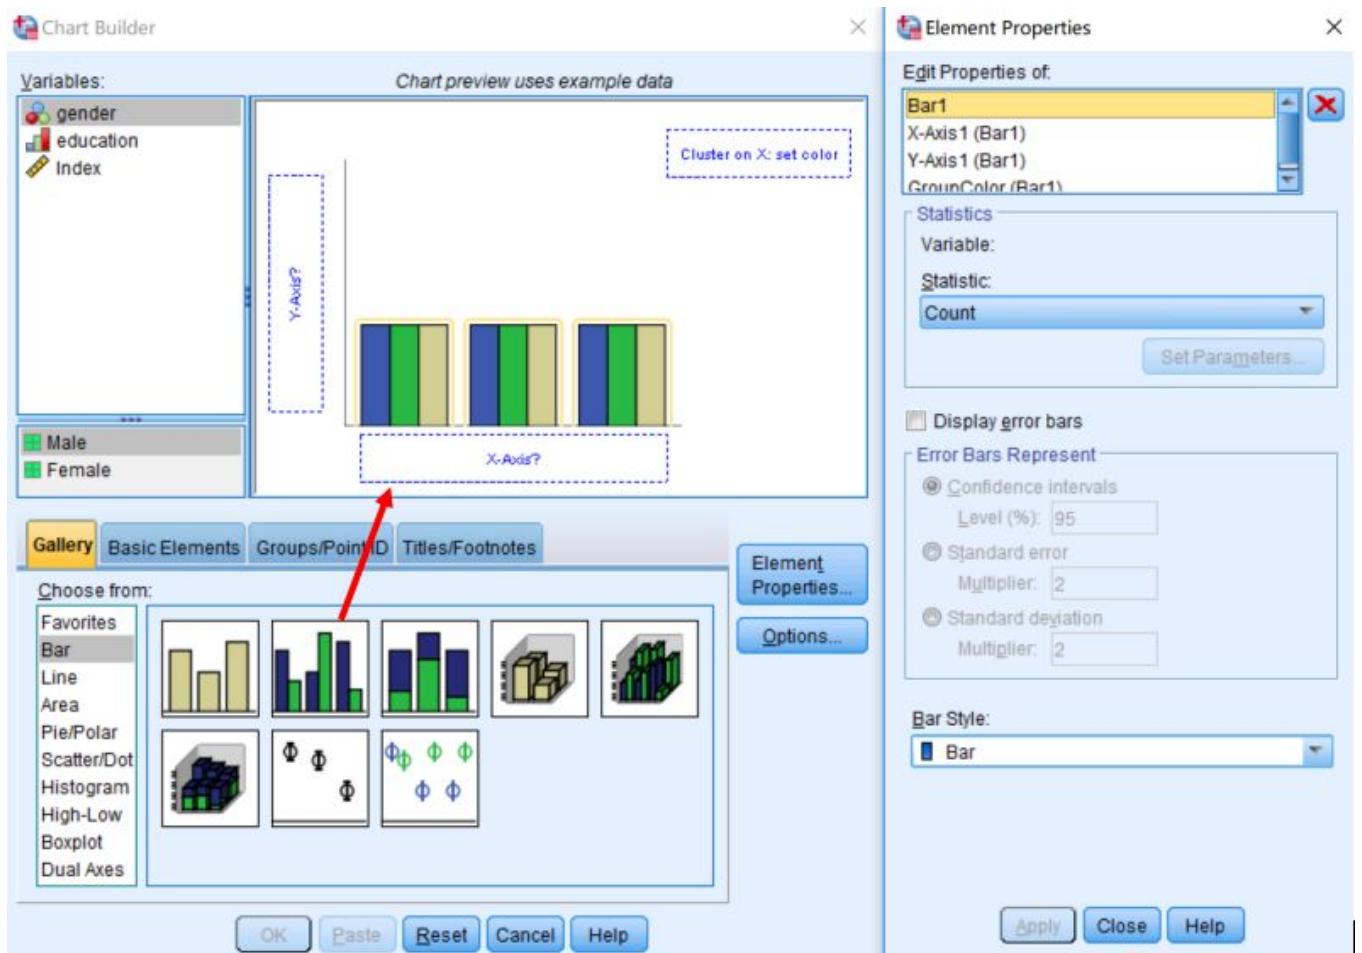 Chart Builder
Variables:
Chart preview uses example data
gender
education
Index
Cluster on X: set color
Y-Axis?
X-Axis?
Male
Female
Gallery
Basic Elements
Groups/Point ID
Titles/Footnotes
Element
Properties...
Options...
Choose from:
Favorites
Bar
Line
Area
Pie/Polar
Scatter/Dot
Histogram
High-Low
Boxplot
Dual Axes
OK
Paste
Reset
Cancel
Help
Element Properties
Edit Properties of:
Bar1
X-Axis1 (Bar1)
Y-Axis1 (Bar1)
GroupColor (Bar1)
Statistics
Variable:
Statistic:
Count
Set Parameters...
Display error bars
Error Bars Represent
Confidence intervals
Level (%): 95
Standard error
Multiplier: 2
Standard deviation
Multiplier: 2
Bar Style:
Bar
Apply
Close
Help